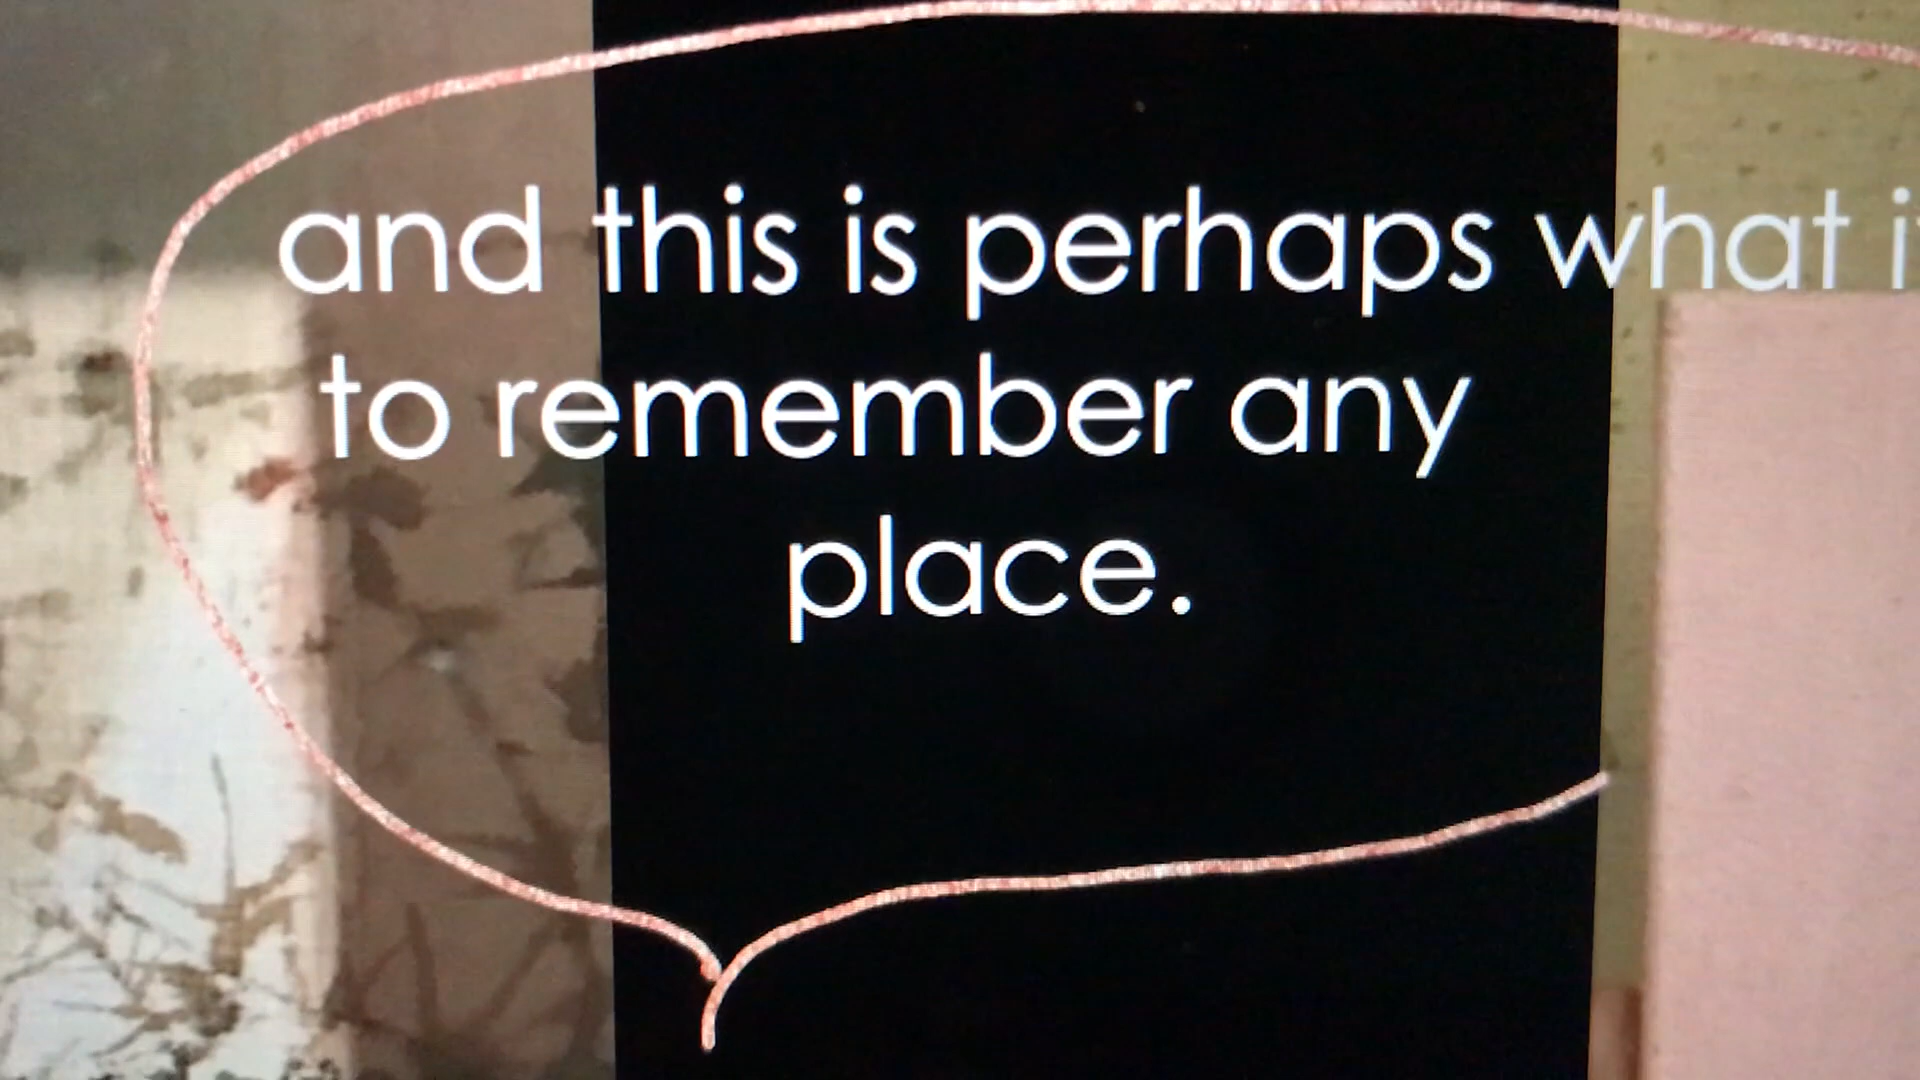 and this is perhaps what i
to remember any
place.